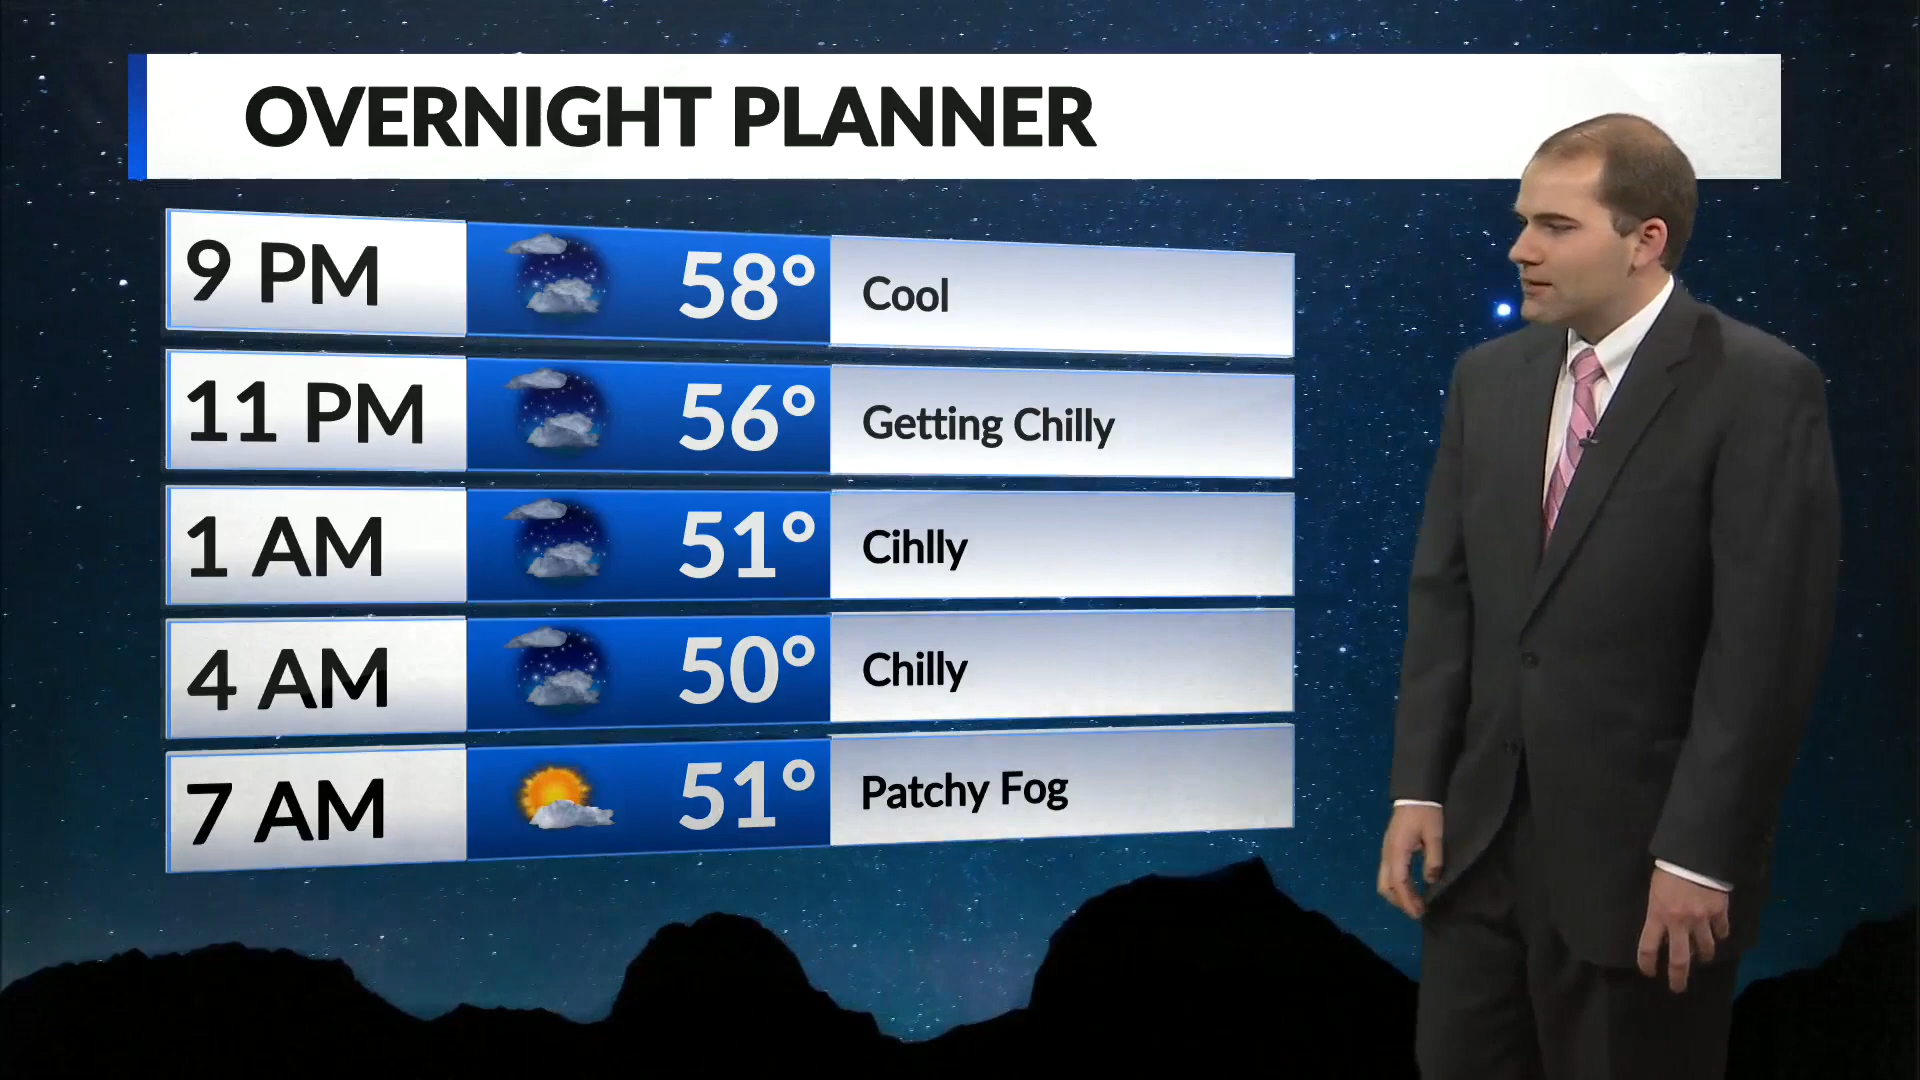 OVERNIGHT PLANNER
9 PM 58° Cool
11 PM 56° Getting Chilly
1 AM 51° Cihlly
4 AM 50° Chilly
7 AM 51° Patchy Fog